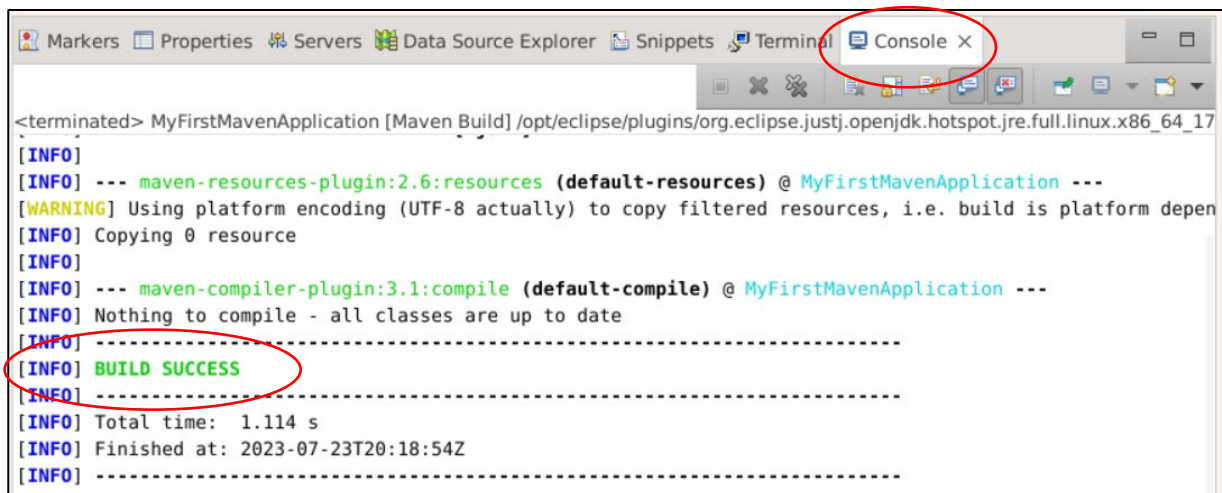 Markers Properties Servers Data Source Explorer Snippets Terminal Console
<terminated> MyFirstMavenApplication [Maven Build] /opt/eclipse/plugins/org.eclipse.justj.openjdk.hotspot.jre.full.linux.x86_64_17
[INFO]
[INFO] --- maven-resources-plugin:2.6:resources (default-resources) @ MyFirstMavenApplication ---
[WARNING] Using platform encoding (UTF-8 actually) to copy filtered resources, i.e. build is platform depen
[INFO] Copying 0 resource
[INFO]
[INFO] --- maven-compiler-plugin:3.1:compile (default-compile) @ MyFirstMavenApplication ---
[INFO] Nothing to compile - all classes are up to date
[INFO] ------------------------------------------------------------------------
[INFO] BUILD SUCCESS
[INFO] ------------------------------------------------------------------------
[INFO] Total time:  1.114 s
[INFO] Finished at: 2023-07-23T20:18:54Z
[INFO] ------------------------------------------------------------------------